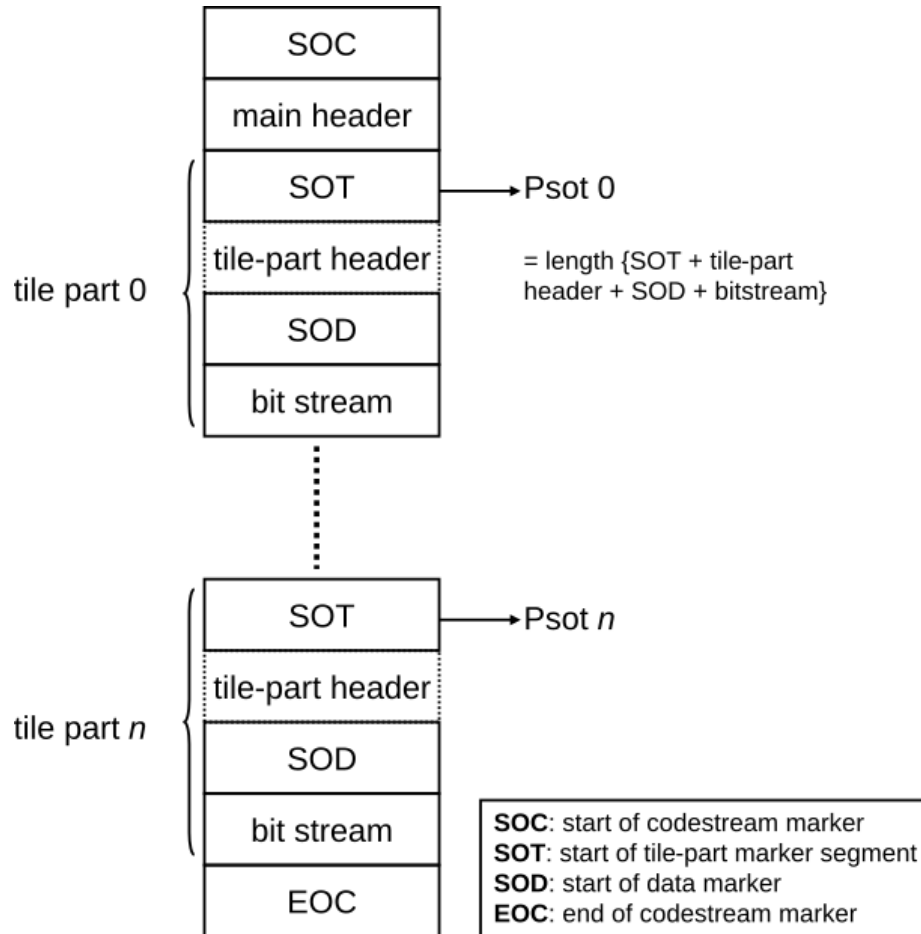 SOC
main header
SOT
Psot 0
tile-part header
= length {SOT + tile-part
header + SOD + bitstream}
tile part 0
SOD
bit stream
SOT
Psot n
tile-part header
tile part n
SOD
bit stream
EOC
SOC: start of codestream marker
SOT: start of tile-part marker segment
SOD: start of data marker
EOC: end of codestream marker